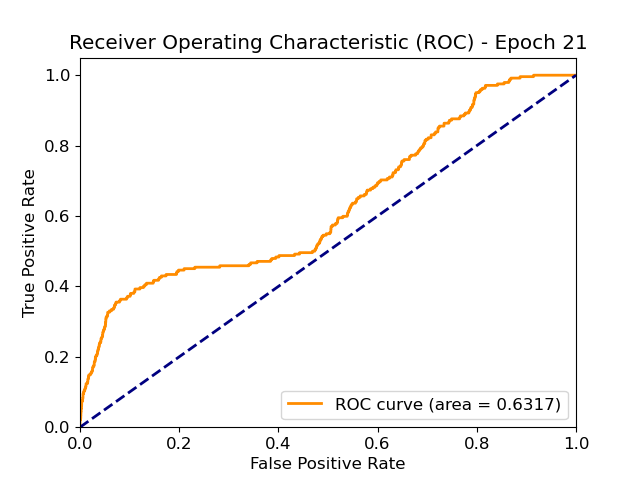 Receiver Operating Characteristic (ROC) - Epoch 21
True Positive Rate
1.0
0.8
0.6
0.4
0.2
0.0
ROC curve (area = 0.6317)
0.0 0.2 0.4 0.6 0.8 1.0
False Positive Rate